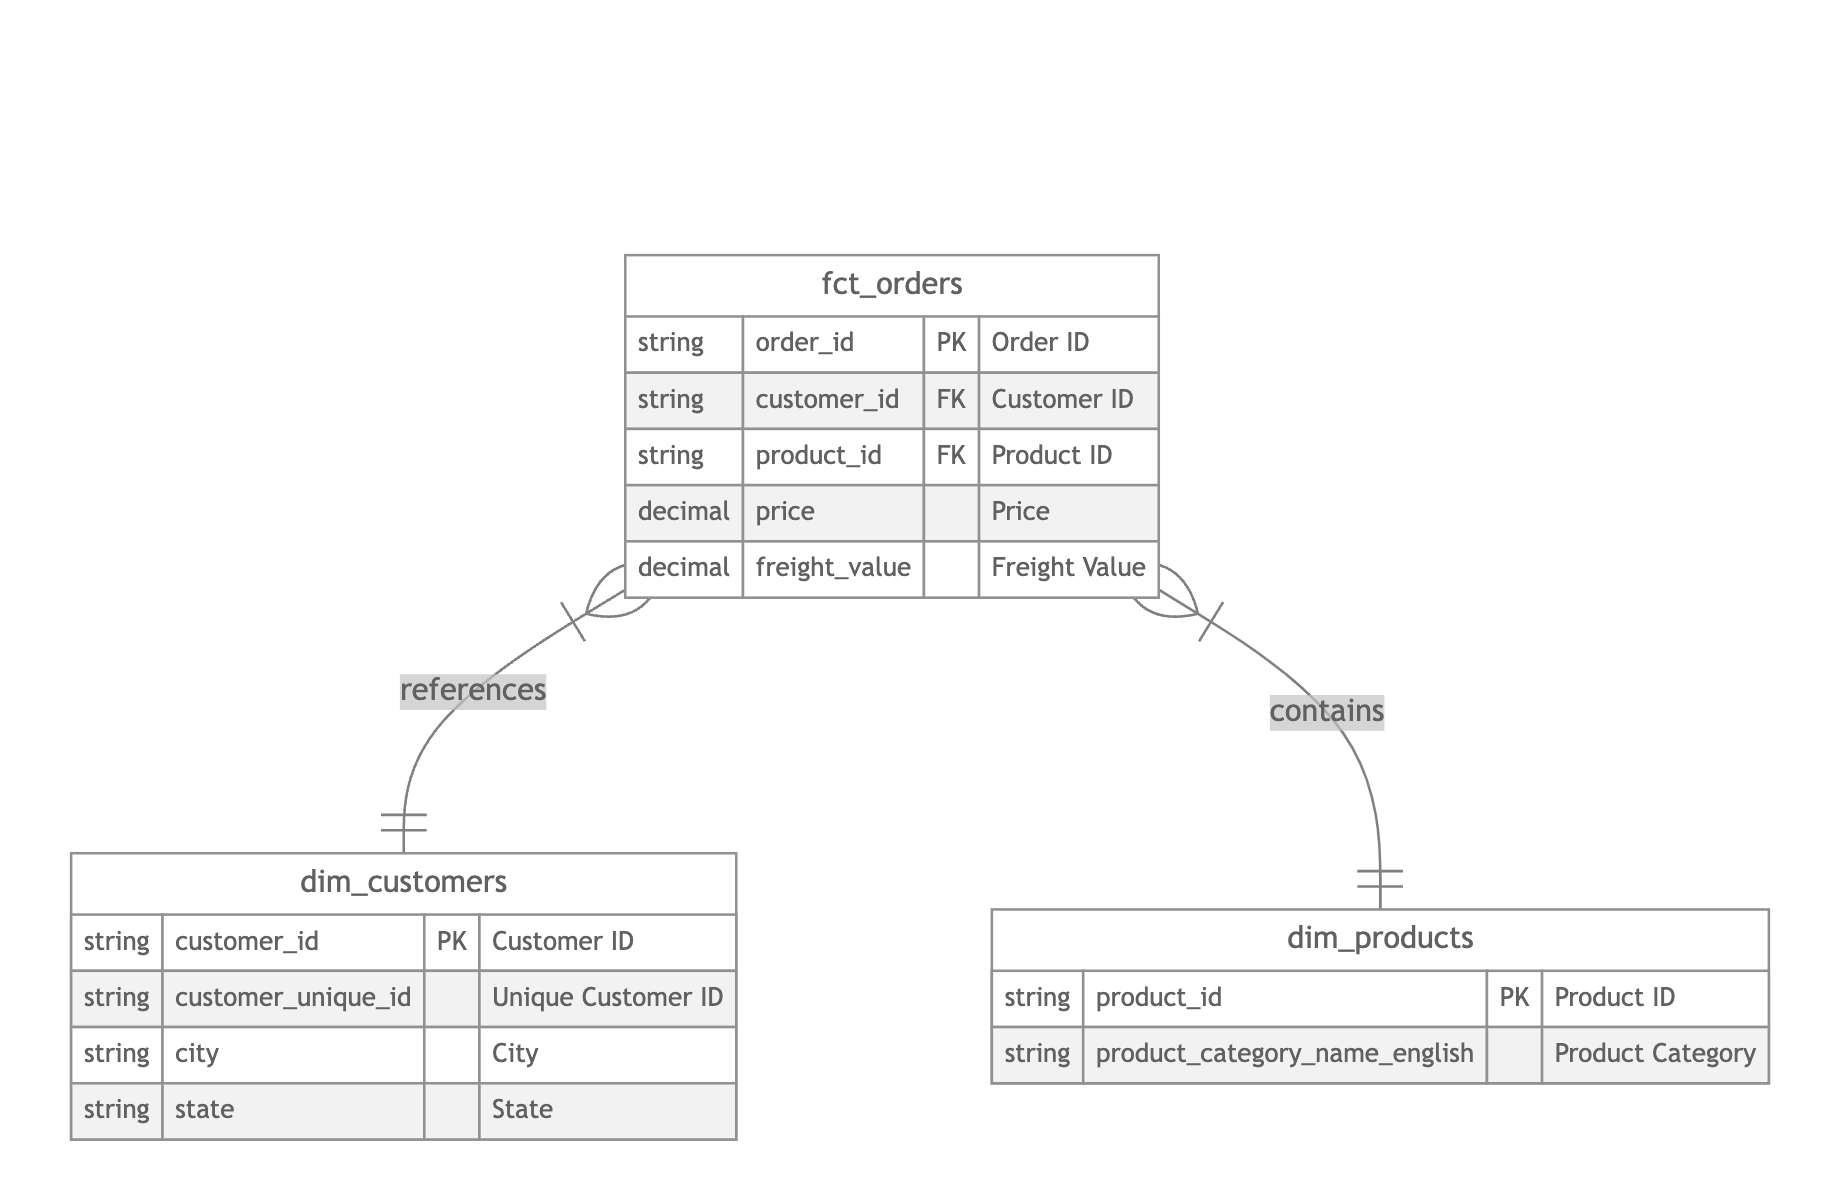 fct_orders
string order_id PK Order ID
string customer_id FK Customer ID
string product_id FK Product ID
decimal price Price
decimal freight_value Freight Value
references
contains
dim_customers
string customer_id PK Customer ID
string customer_unique_id Unique Customer ID
string city City
string state State
dim_products
string product_id PK Product ID
string product_category_name_english Product Category